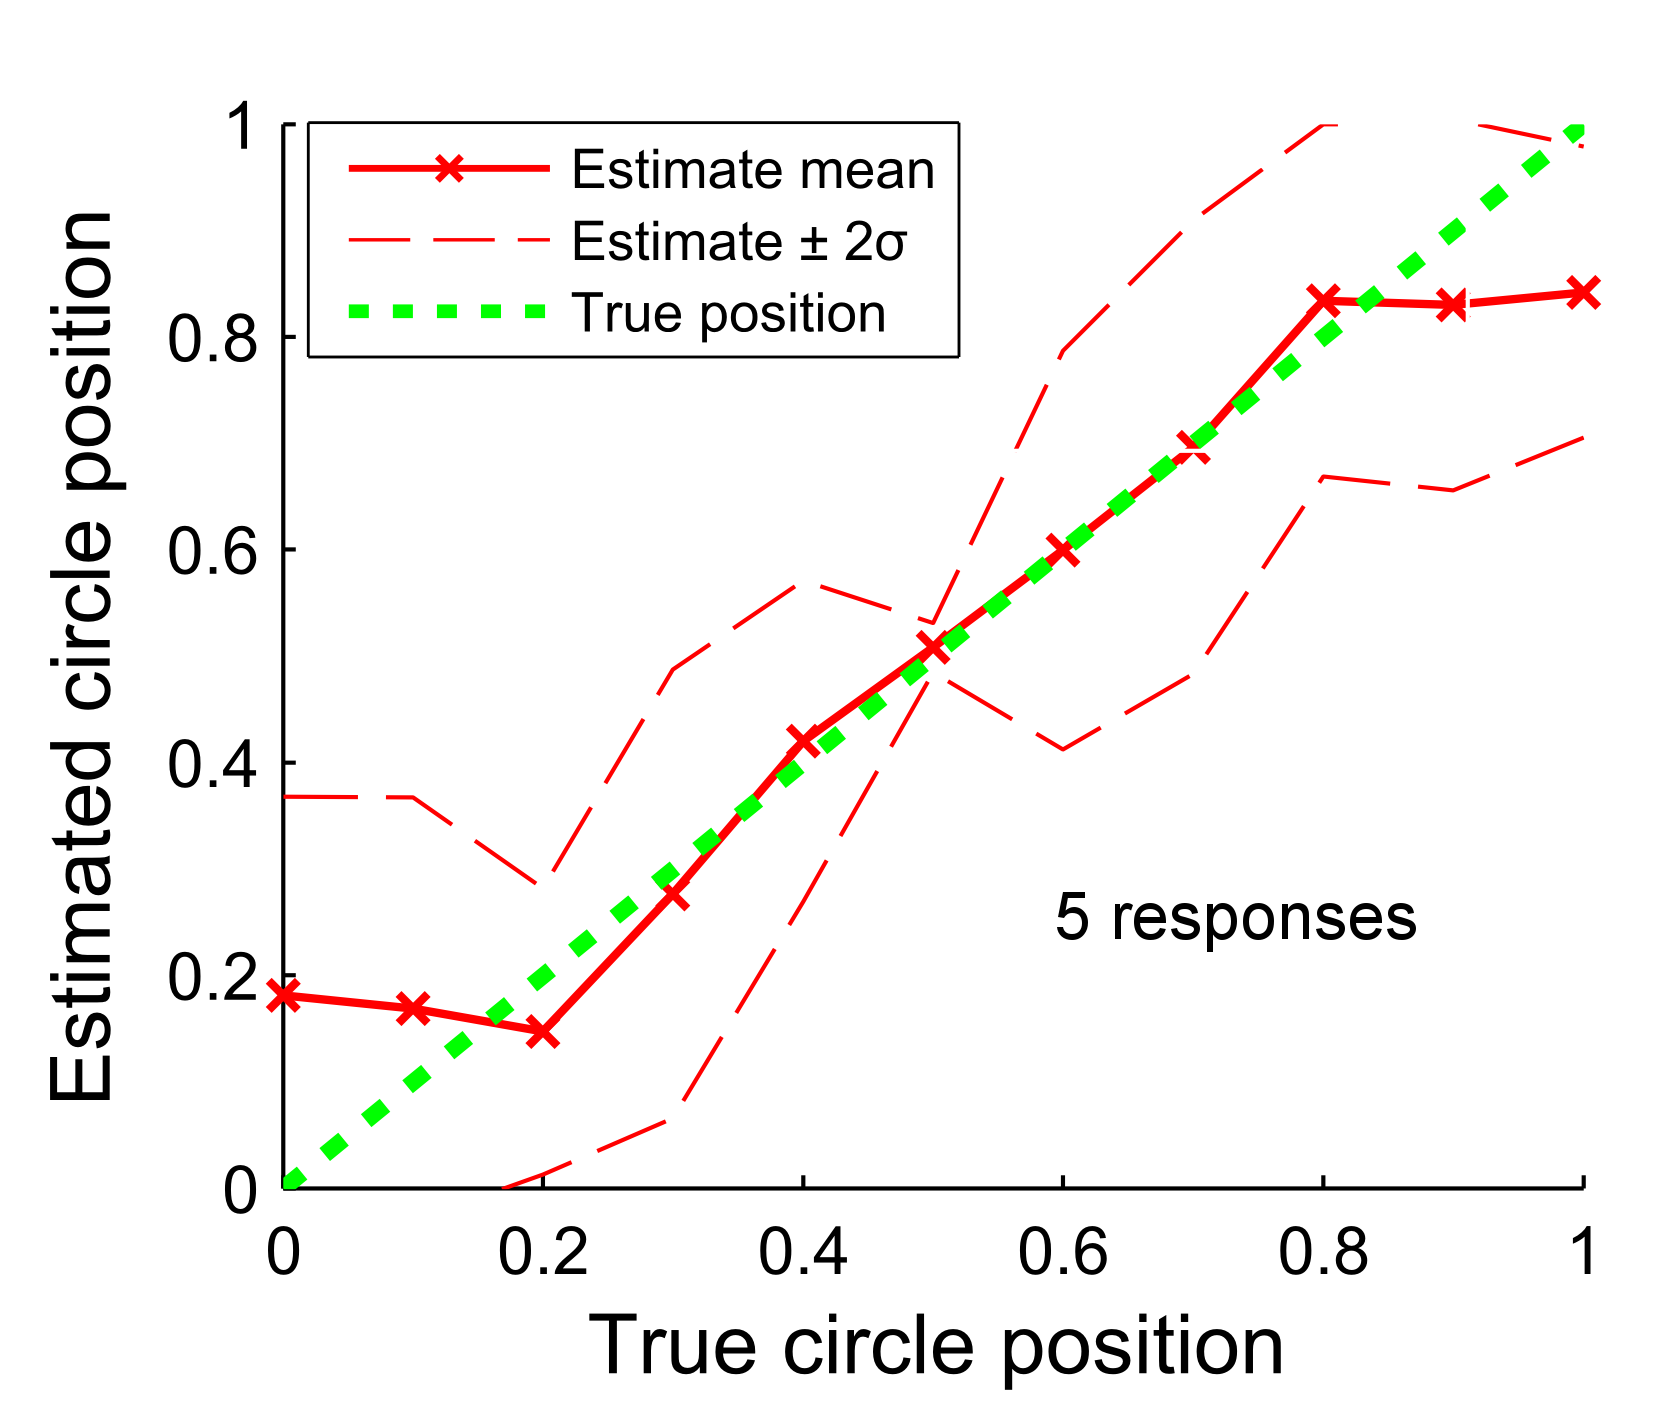 1
0.8
0.6
0.4
0.2
0
Estimated circle position
Estimate mean
Estimate ± 2σ
True position
5 responses
0 0.2 0.4 0.6 0.8 1
True circle position